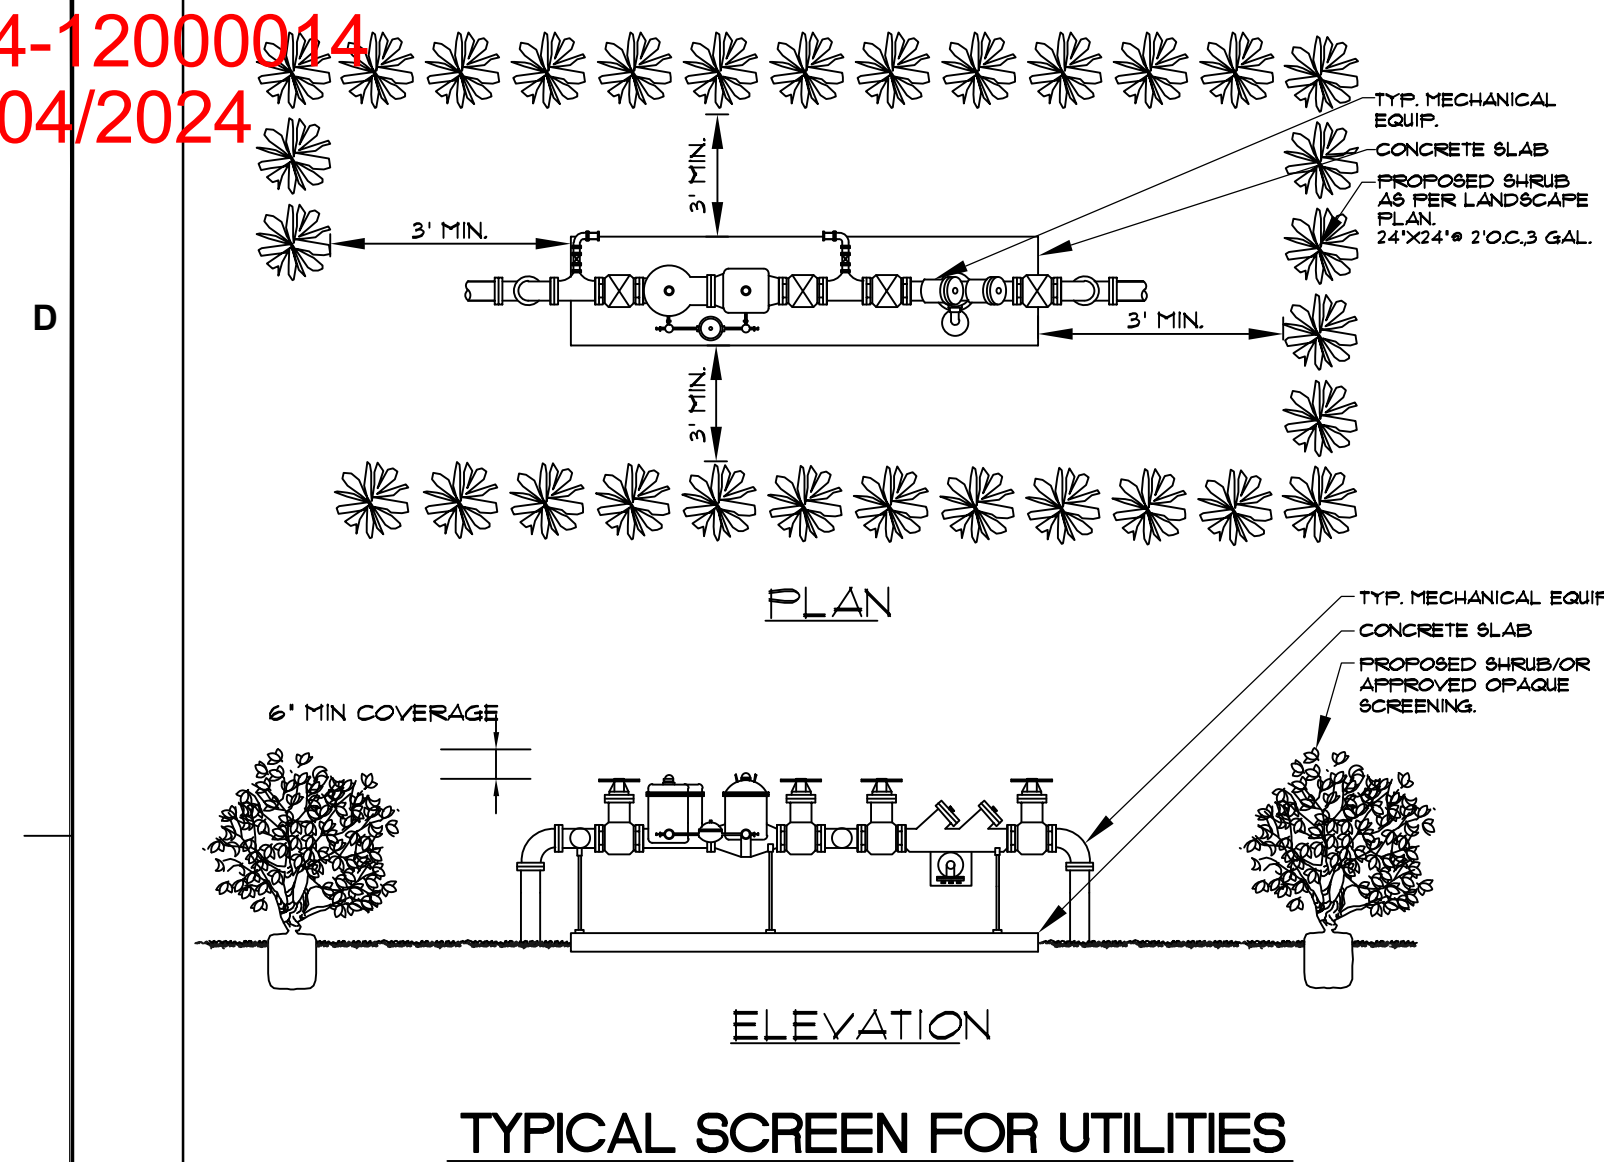 4-12000014
04/2024
TYP. MECHANICAL
EQUIP.
CONCRETE SLAB
PROPOSED SHRUB
AS PER LANDSCAPE
PLAN.
24"X24"@ 2'O.C.,3 GAL.
3' MIN.
3' MIN.
3' MIN.
3' MIN.
D
PLAN
TYP. MECHANICAL EQUIP
CONCRETE SLAB
PROPOSED SHRUB/OR
APPROVED OPAQUE
SCREENING.
6" MIN COVERAGE
ELEVATION
TYPICAL SCREEN FOR UTILITIES